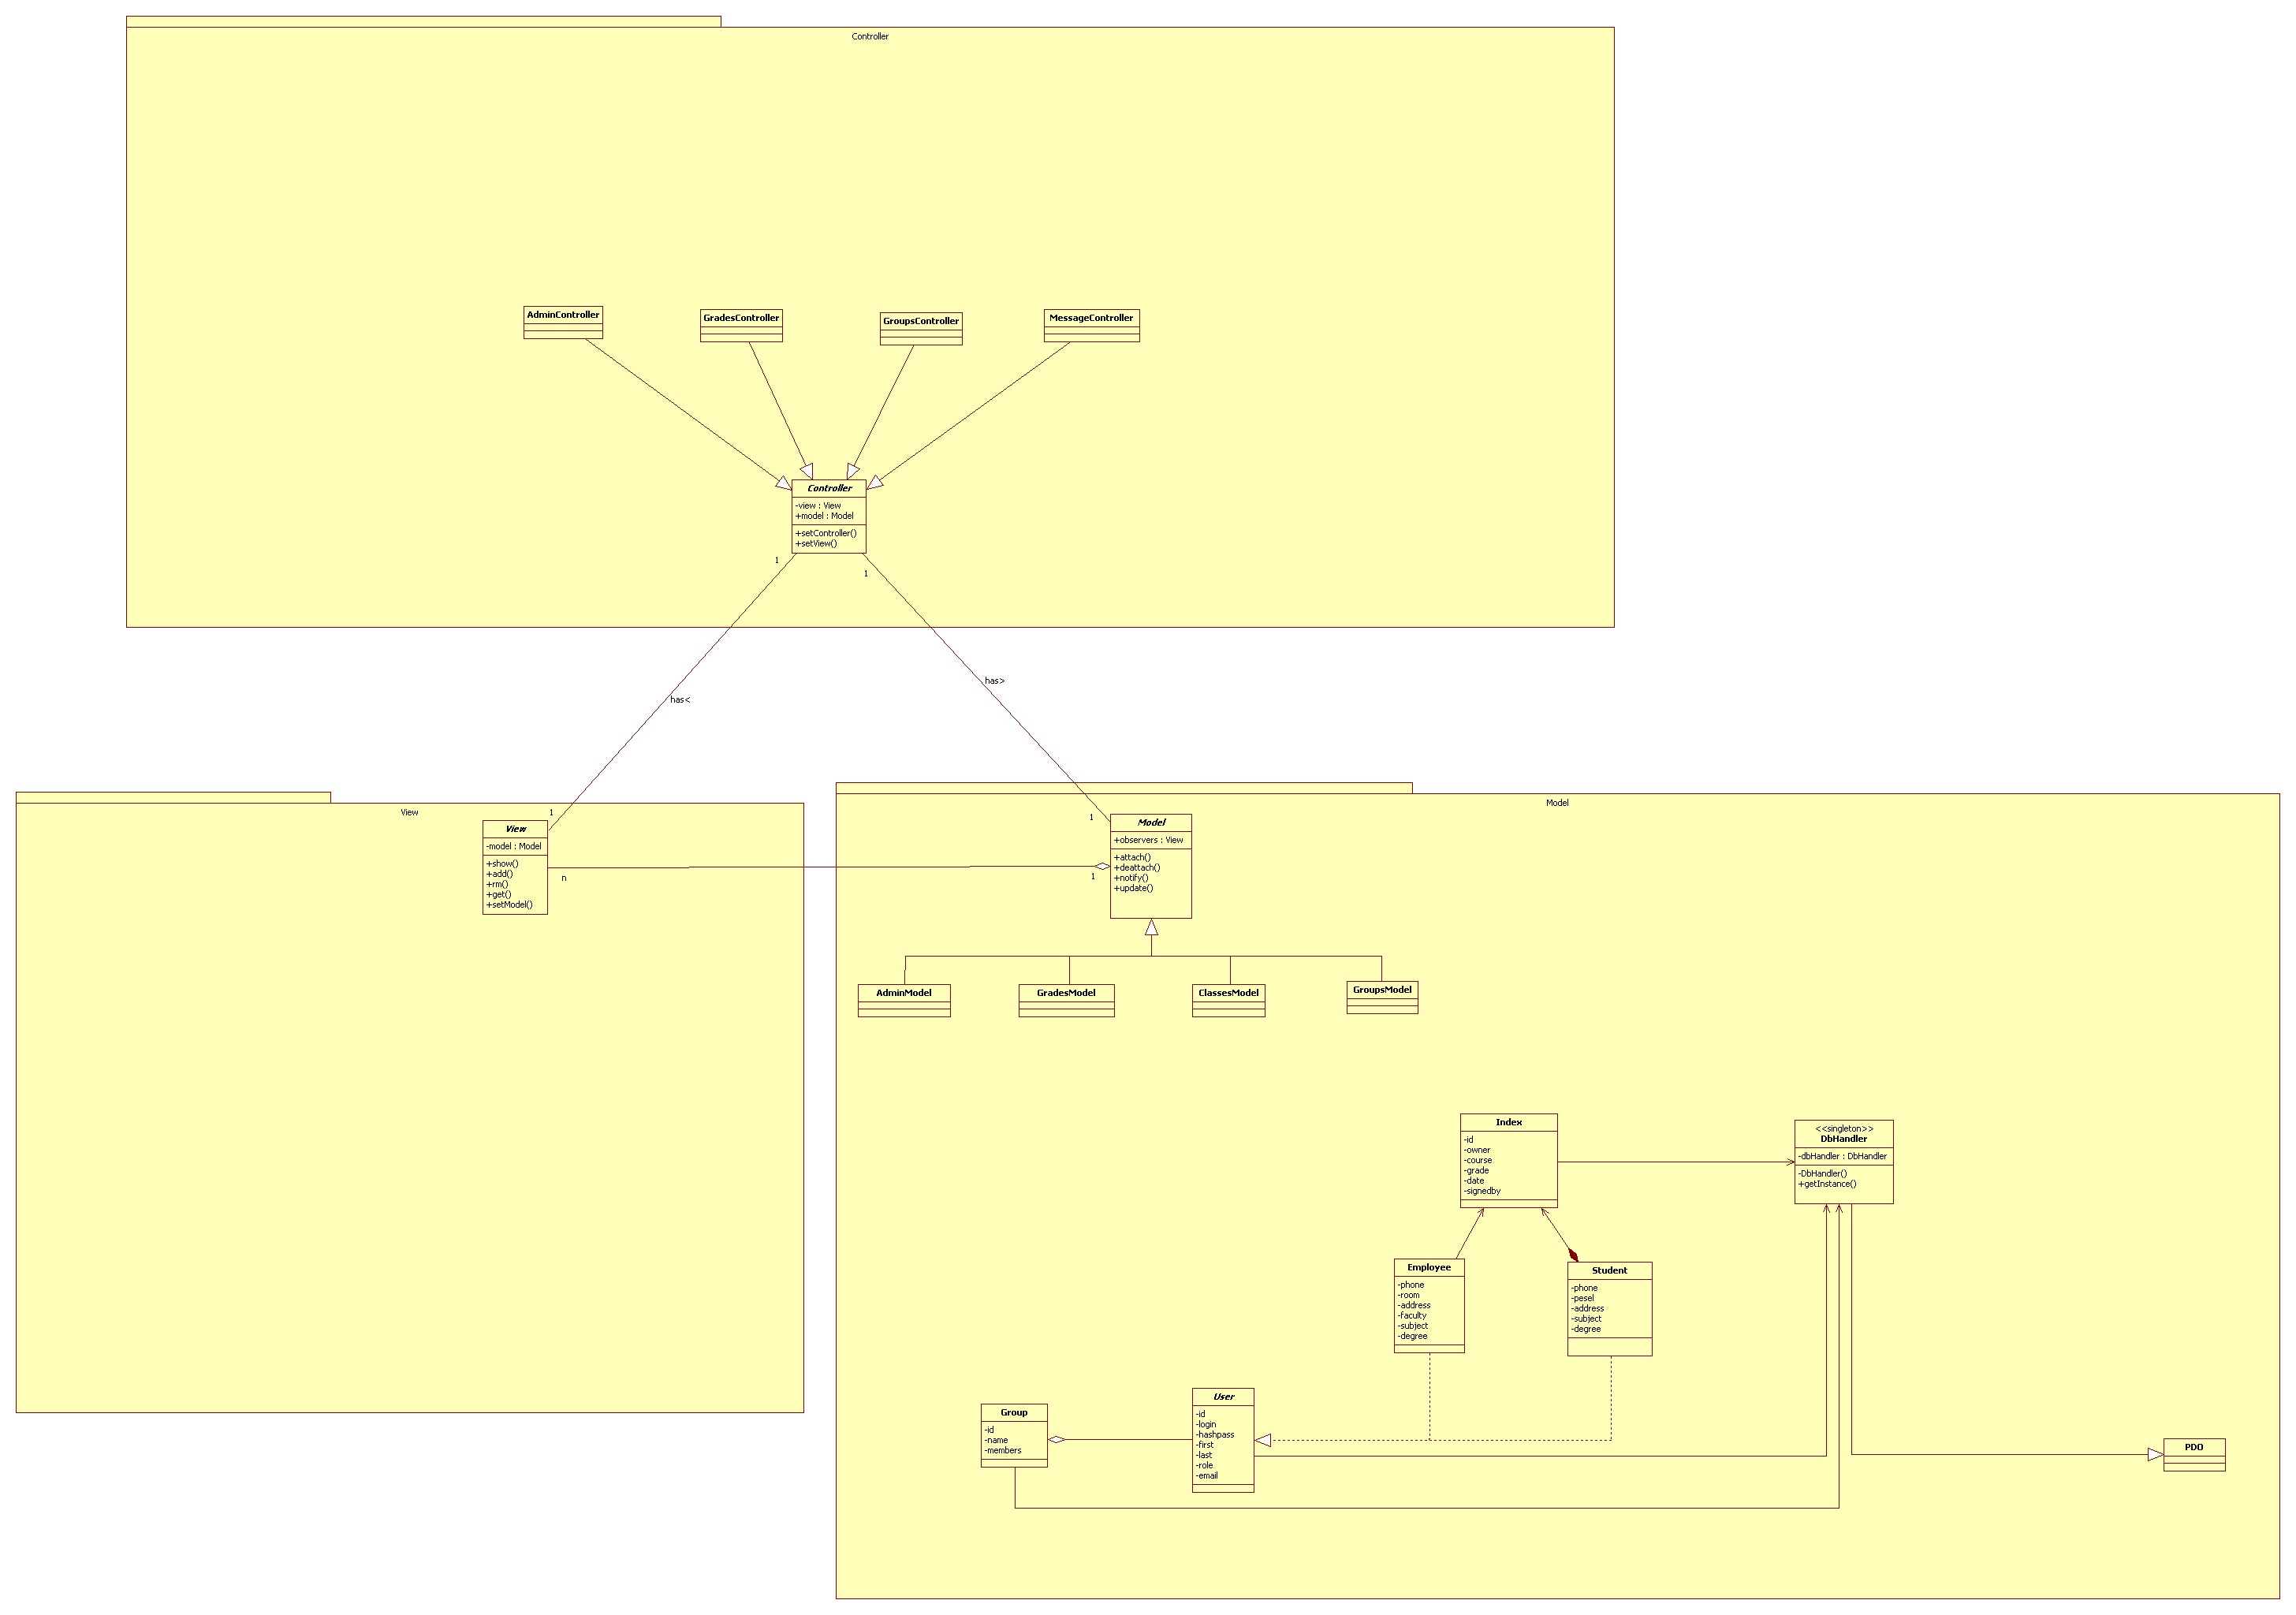 Controller
AdminController
GradesController
GroupsController
MessageController
Controller
-view : View
+model : Model
+setController()
+setView()
1
1
has<
has>
View
1
View
-model : Model
+show()
+add()
+rm()
+get()
+setModel()
n
Model
1
Model
+observers : View
+attach()
+deattach()
+notify()
+update()
1
AdminModel
GradesModel
ClassesModel
GroupsModel
Index
-id
-owner
-course
-grade
-date
-signedby
<<singleton>>
DbHandler
-dbHandler : DbHandler
-DbHandler()
+getInstance()
Employee
-phone
-room
-address
-faculty
-subject
-degree
Student
-phone
-pesel
-address
-subject
-degree
Group
-id
-name
-members
User
-id
-login
-hashpass
-first
-last
-role
-email
PDO